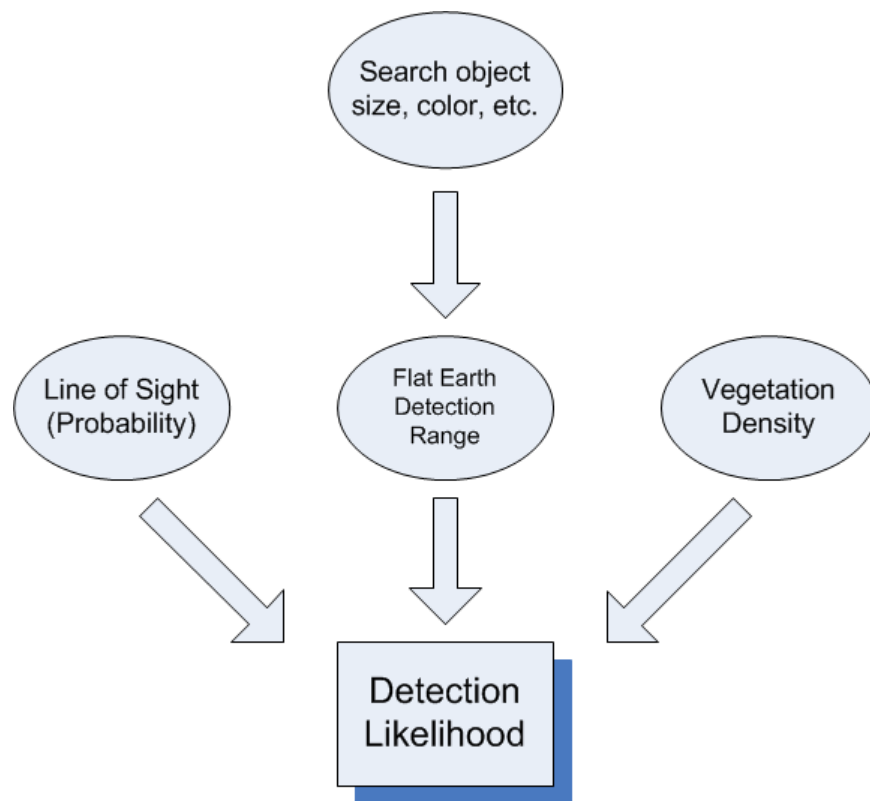 Search object
size, color, etc.
Line of Sight
(Probability)
Flat Earth
Detection
Range
Vegetation
Density
Detection
Likelihood